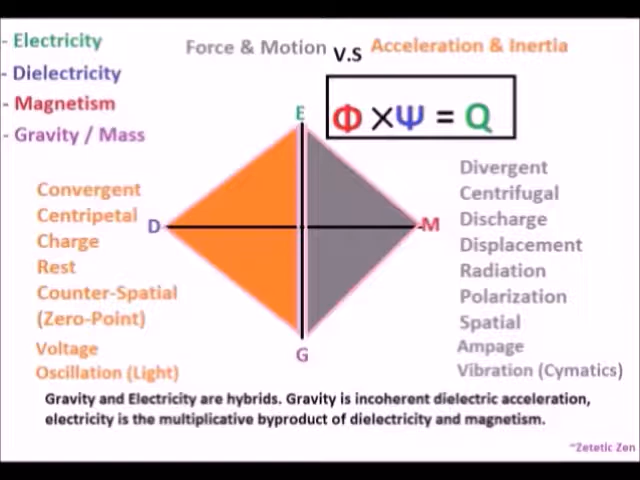 - Electricity
- Dielectricity
- Magnetism
- Gravity / Mass
Force & Motion V.S Acceleration & Inertia
Φ X Ψ = Q
E
D
M
G
Convergent
Centripetal
Charge
Rest
Counter-Spatial
(Zero-Point)
Voltage
Oscillation (Light)
Divergent
Centrifugal
Discharge
Displacement
Radiation
Polarization
Spatial
Ampage
Vibration (Cymatics)
Gravity and Electricity are hybrids. Gravity is incoherent dielectric acceleration,
electricity is the multiplicative byproduct of dielectricity and magnetism.
~Zetetic Zen